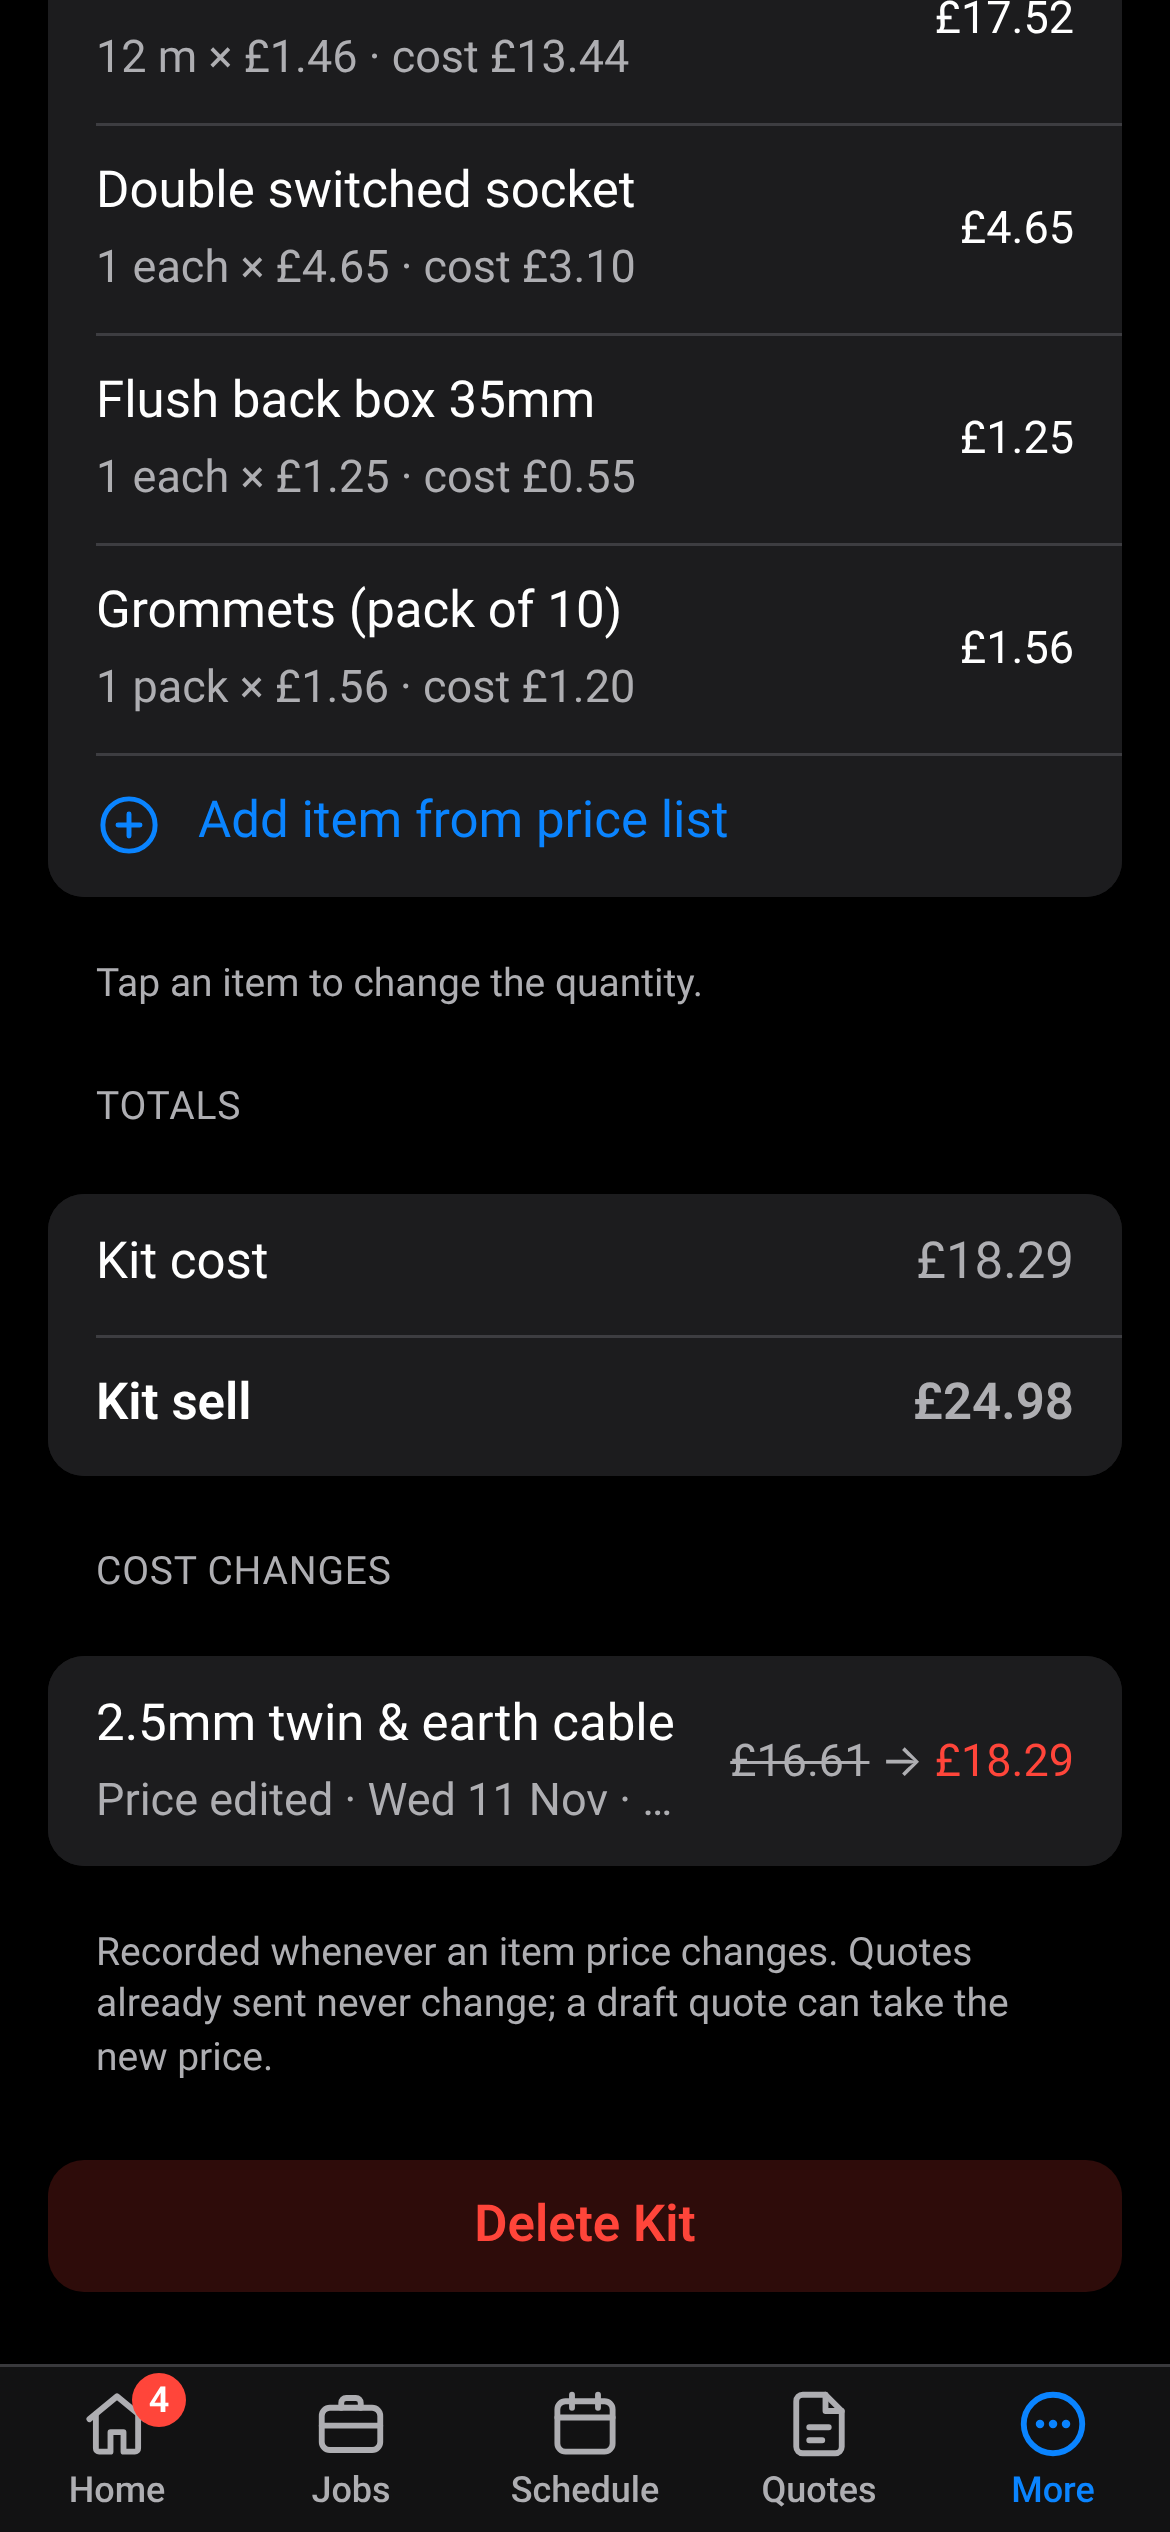 £17.52
12 m × £1.46 · cost £13.44
Double switched socket
1 each × £4.65 · cost £3.10
£4.65
Flush back box 35mm
1 each × £1.25 · cost £0.55
£1.25
Grommets (pack of 10)
1 pack × £1.56 · cost £1.20
£1.56
Add item from price list
Tap an item to change the quantity.
TOTALS
Kit cost £18.29
Kit sell £24.98
COST CHANGES
2.5mm twin & earth cable
£16.61 → £18.29
Price edited · Wed 11 Nov · ...
Recorded whenever an item price changes. Quotes
already sent never change; a draft quote can take the
new price.
Delete Kit
4
Home Jobs Schedule Quotes More